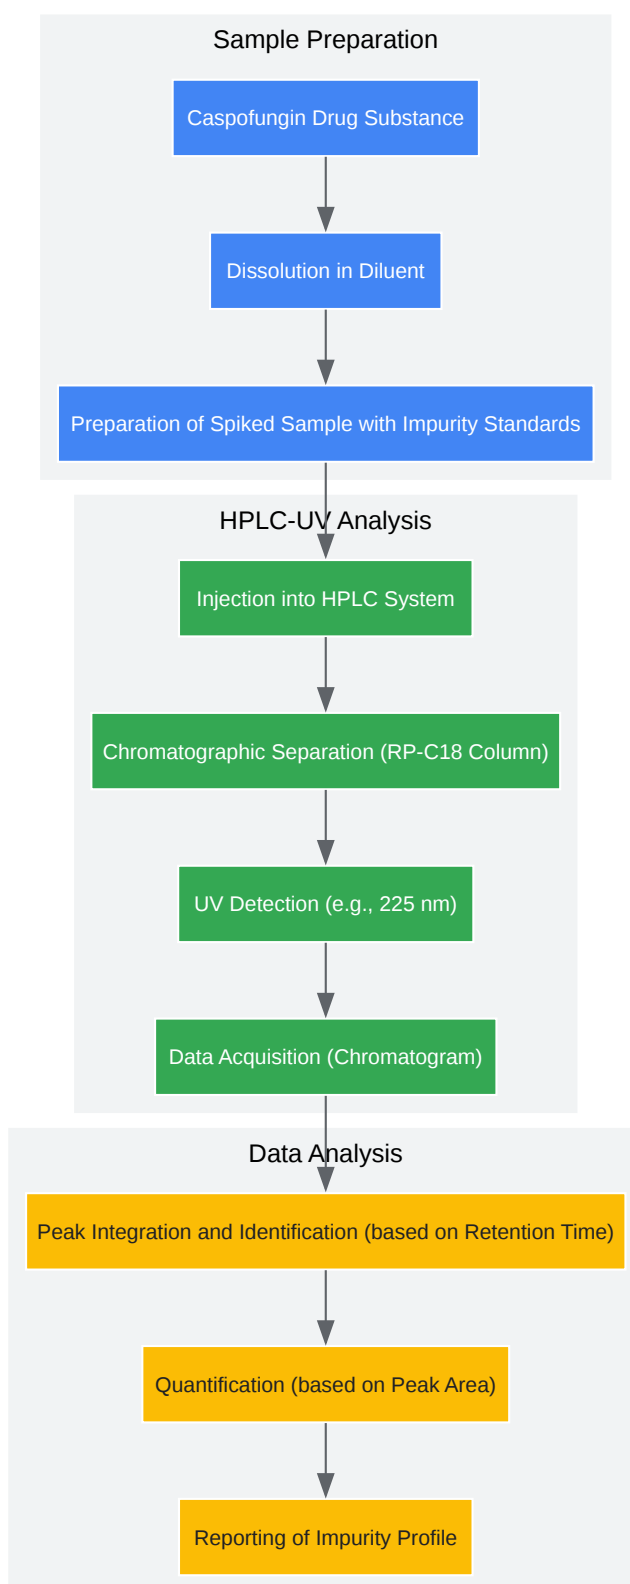 Sample Preparation
Caspofungin Drug Substance
Dissolution in Diluent
Preparation of Spiked Sample with Impurity Standards
HPLC-UV Analysis
Injection into HPLC System
Chromatographic Separation (RP-C18 Column)
UV Detection (e.g., 225 nm)
Data Acquisition (Chromatogram)
Data Analysis
Peak Integration and Identification (based on Retention Time)
Quantification (based on Peak Area)
Reporting of Impurity Profile